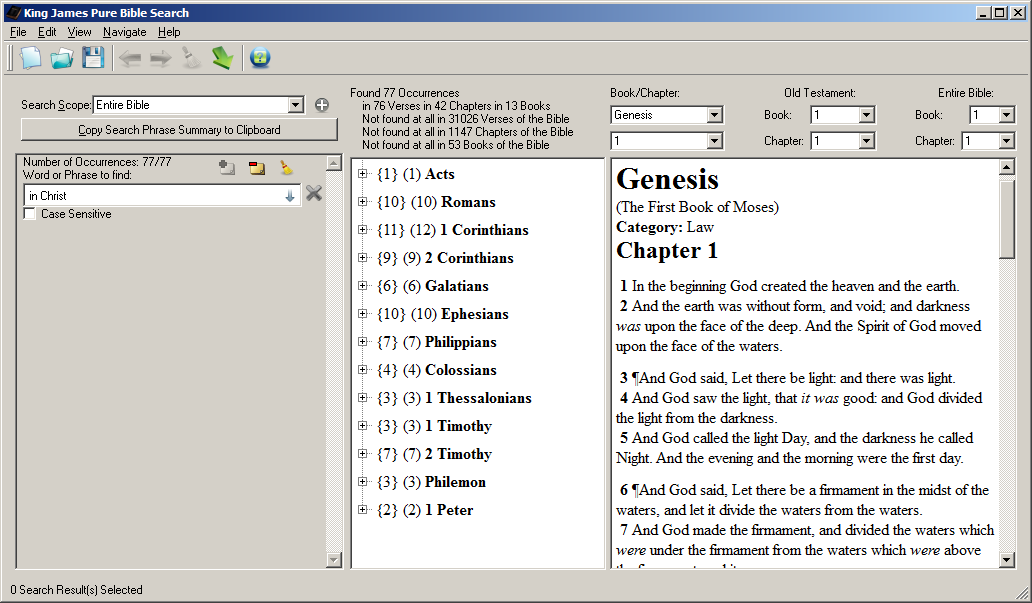 King James Pure Bible Search
File Edit View Navigate Help
Search Scope: Entire Bible
Copy Search Phrase Summary to Clipboard
Number of Occurrences: 77/77
Word or Phrase to find:
in Christ
Case Sensitive
Found 77 Occurrences
in 76 Verses in 42 Chapters in 13 Books
Not found at all in 31026 Verses of the Bible
Not found at all in 1147 Chapters of the Bible
Not found at all in 53 Books of the Bible
{1} (1) Acts
{10} (10) Romans
{11} (12) 1 Corinthians
{9} (9) 2 Corinthians
{6} (6) Galatians
{10} (10) Ephesians
{7} (7) Philippians
{4} (4) Colossians
{3} (3) 1 Thessalonians
{3} (3) 1 Timothy
{7} (7) 2 Timothy
{3} (3) Philemon
{2} (2) 1 Peter
Book/Chapter: Old Testament: Entire Bible:
Genesis Book: 1 Book: 1
1 Chapter: 1 Chapter: 1
Genesis
(The First Book of Moses)
Category: Law
Chapter 1
1 In the beginning God created the heaven and the earth.
2 And the earth was without form, and void; and darkness
was upon the face of the deep. And the Spirit of God moved
upon the face of the waters.
3 ¶And God said, Let there be light: and there was light.
4 And God saw the light, that it was good: and God divided
the light from the darkness.
5 And God called the light Day, and the darkness he called
Night. And the evening and the morning were the first day.
6 ¶And God said, Let there be a firmament in the midst of the
waters, and let it divide the waters from the waters.
7 And God made the firmament, and divided the waters which
were under the firmament from the waters which were above
0 Search Result(s) Selected